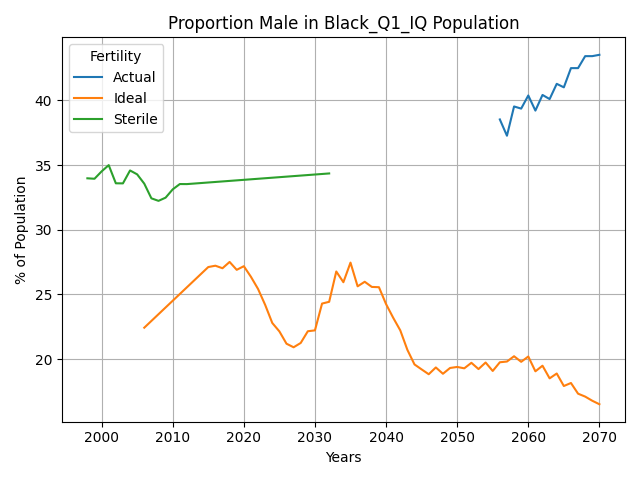 Proportion Male in Black_Q1_IQ Population
Fertility
Actual
Ideal
Sterile
% of Population
40
35
30
25
20
2000 2010 2020 2030 2040 2050 2060 2070
Years